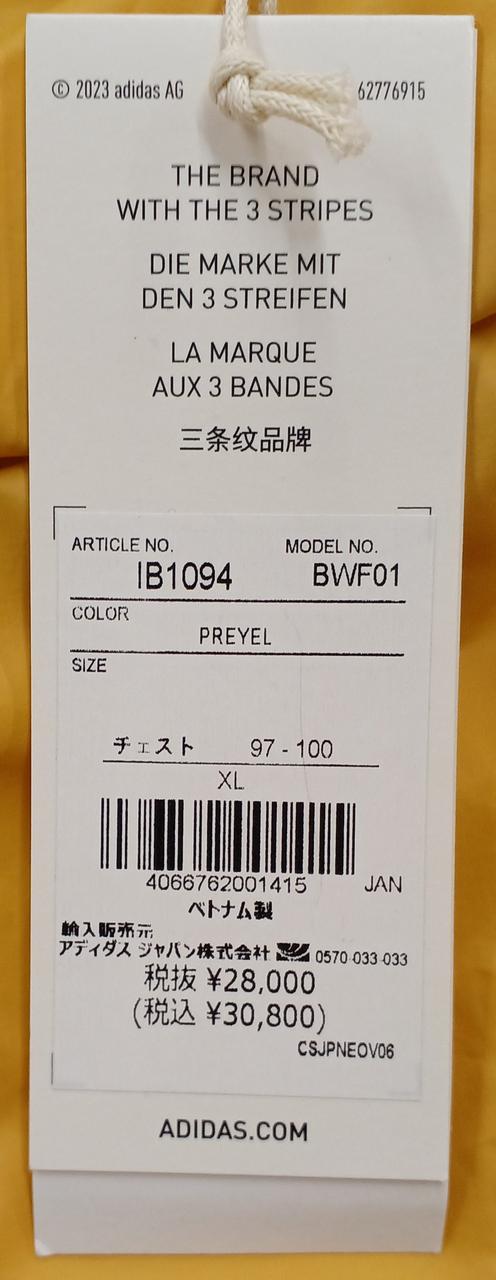 © 2023 adidas AG 62776915
THE BRAND
WITH THE 3 STRIPES
DIE MARKE MIT
DEN 3 STREIFEN
LA MARQUE
AUX 3 BANDES
三条纹品牌
ARTICLE NO. MODEL NO.
IB1094 BWF01
COLOR
PREYEL
SIZE
チェスト 97 - 100
XL
4066762001415 JAN
ベトナム製
輸入販売元
アディダス ジャパン株式会社 0570-033-033
税抜 ¥28,000
(税込 ¥30,800)
CSJPNEOV06
ADIDAS.COM